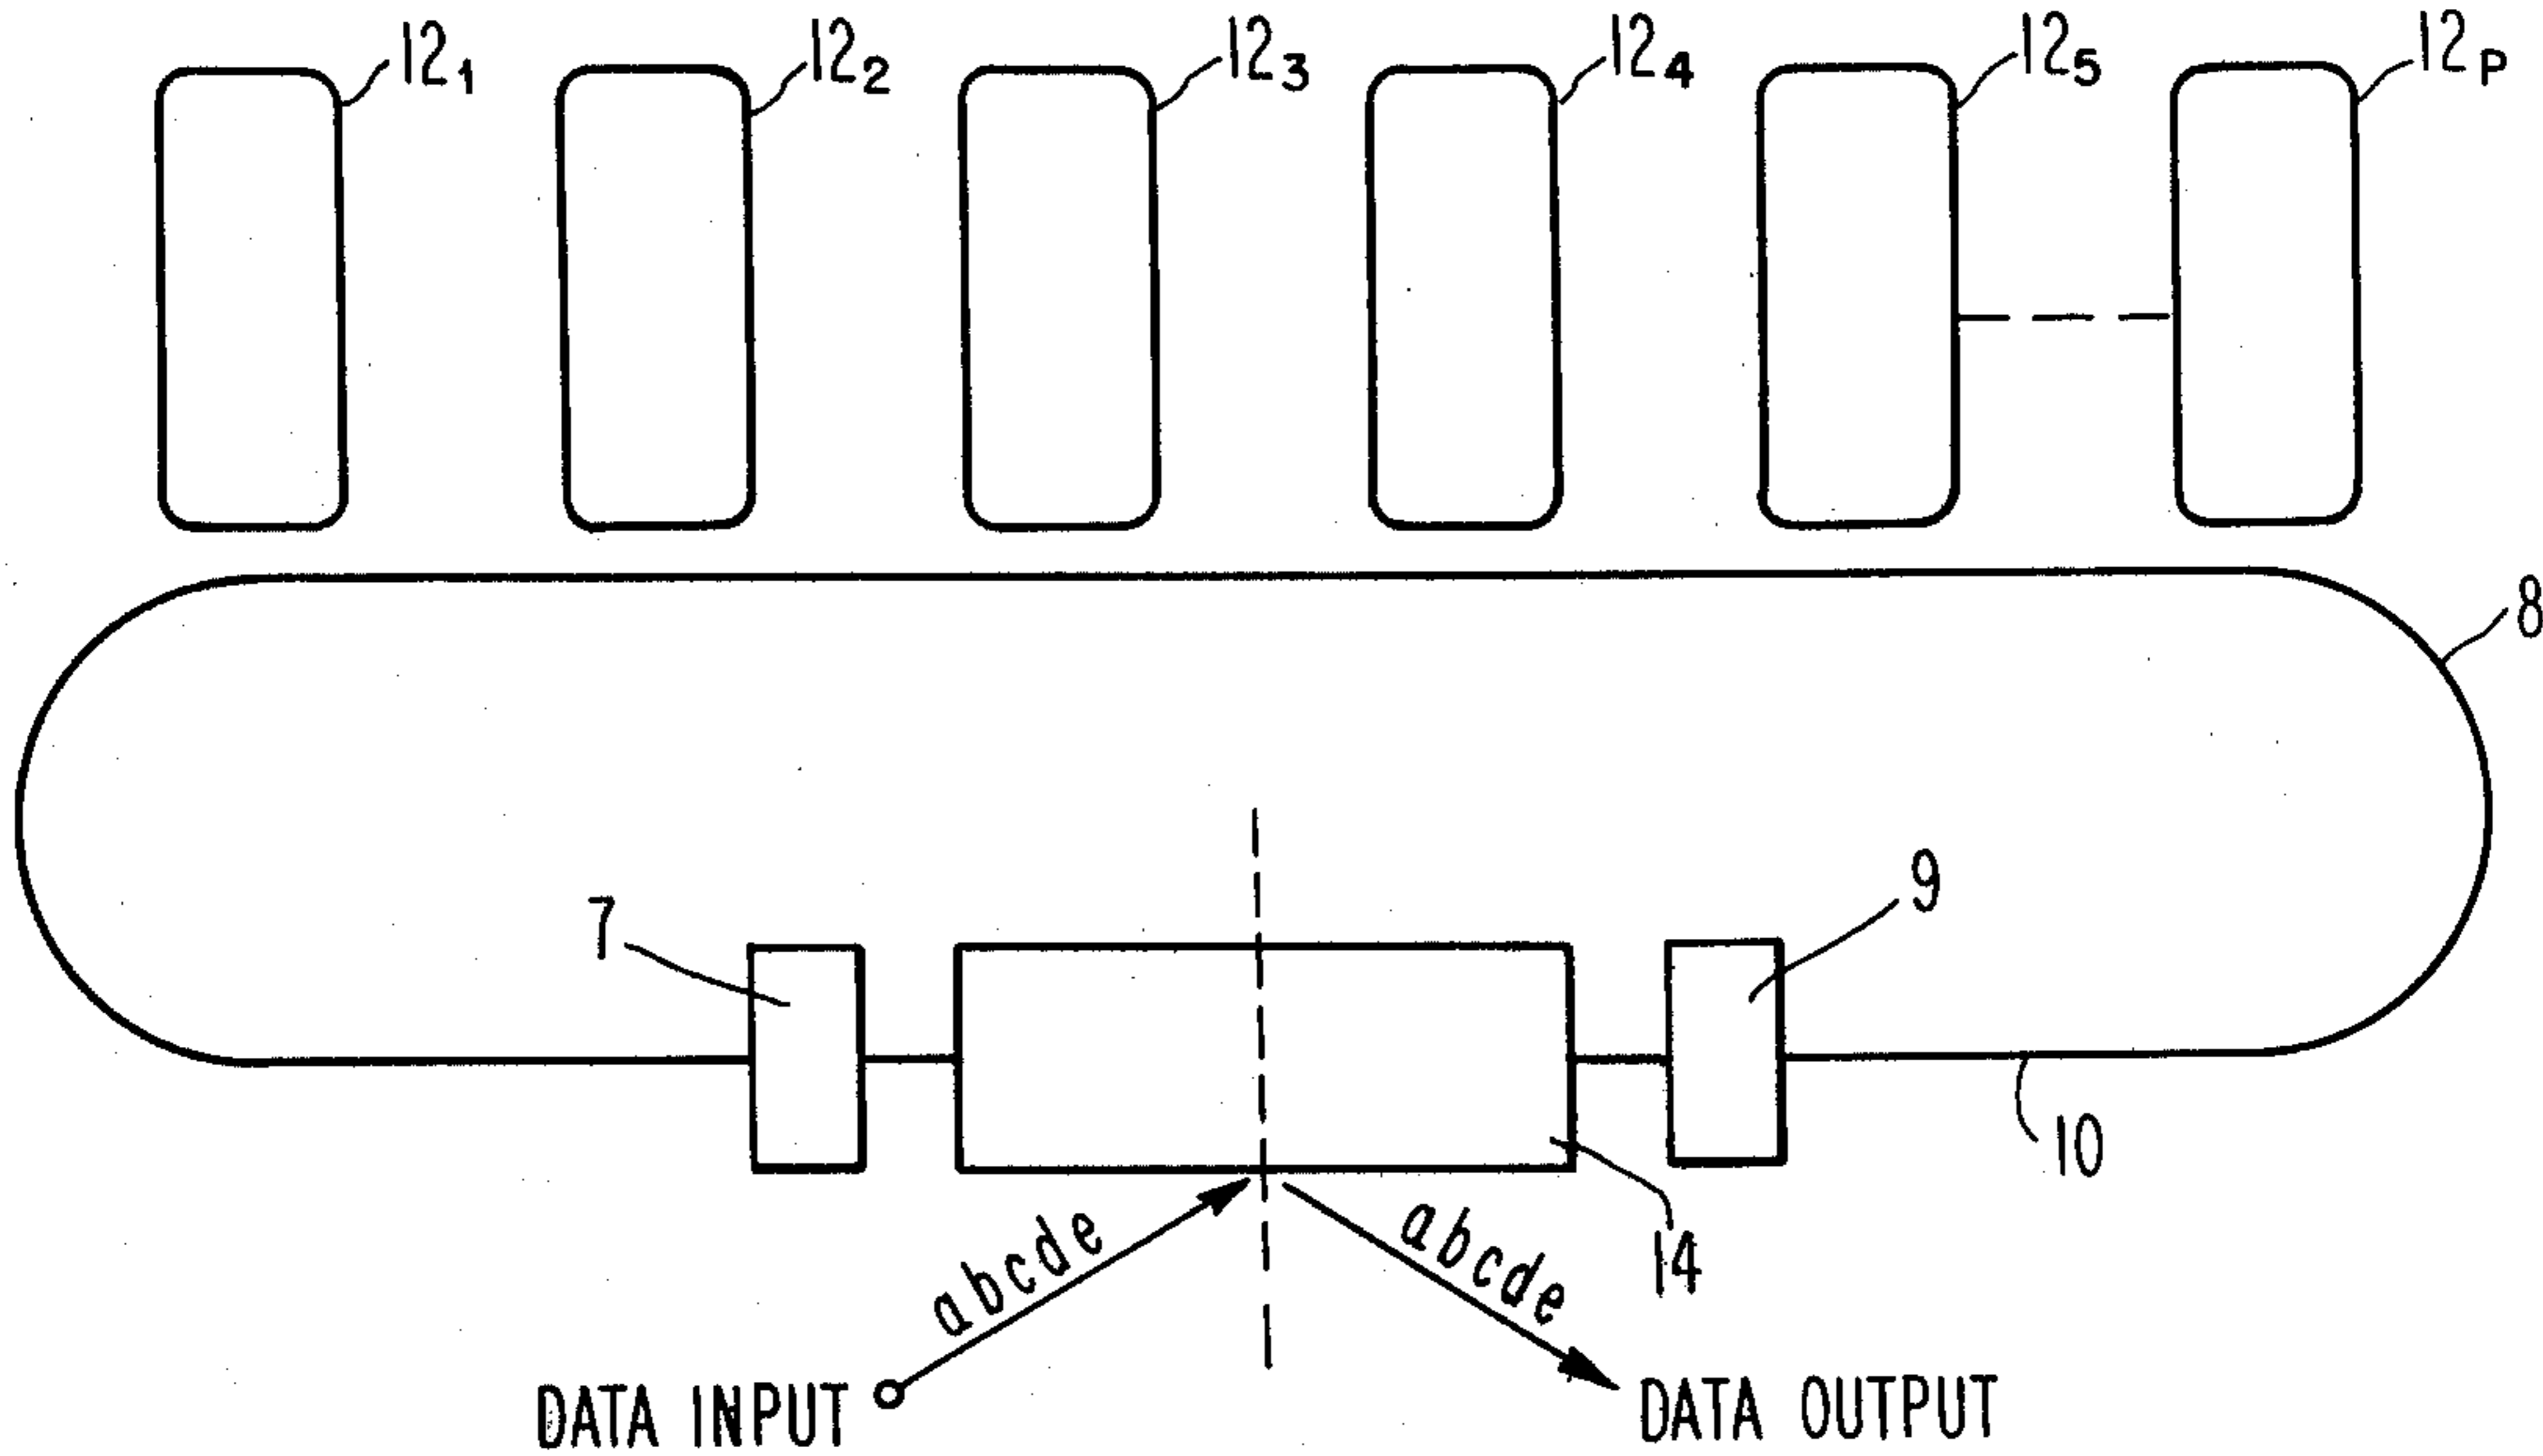 12₁ 12₂ 12₃ 12₄ 12₅ 12P
8
7 9
10
14
abcde abcde
DATA INPUT DATA OUTPUT